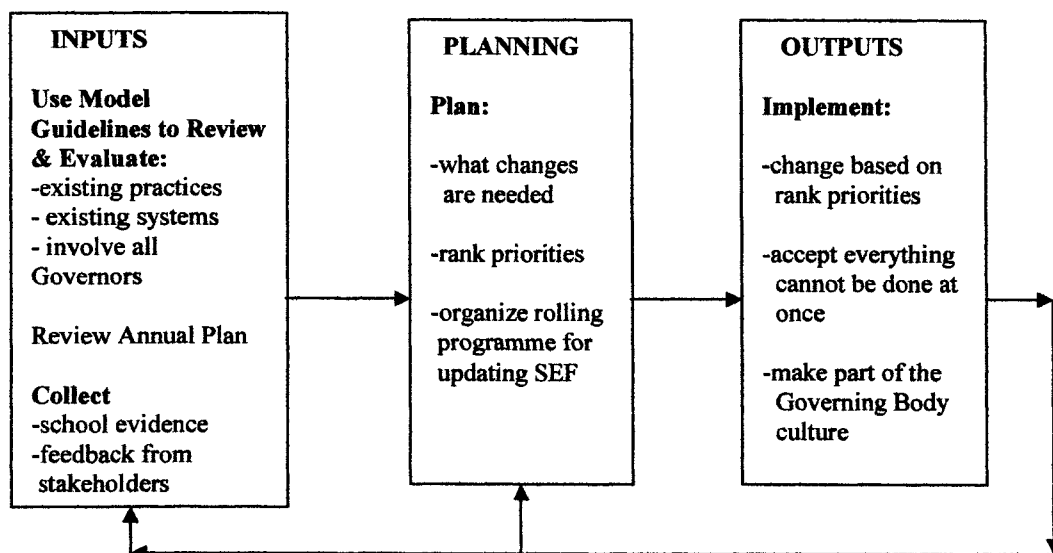 INPUTS
Use Model
Guidelines to Review
& Evaluate:
-existing practices
- existing systems
- involve all
Governors
Review Annual Plan
Collect
-school evidence
-feedback from
stakeholders
PLANNING
Plan:
-what changes
are needed
-rank priorities
-organize rolling
programme for
updating SEF
OUTPUTS
Implement:
-change based on
rank priorities
-accept everything
cannot be done at
once
-make part of the
Governing Body
culture